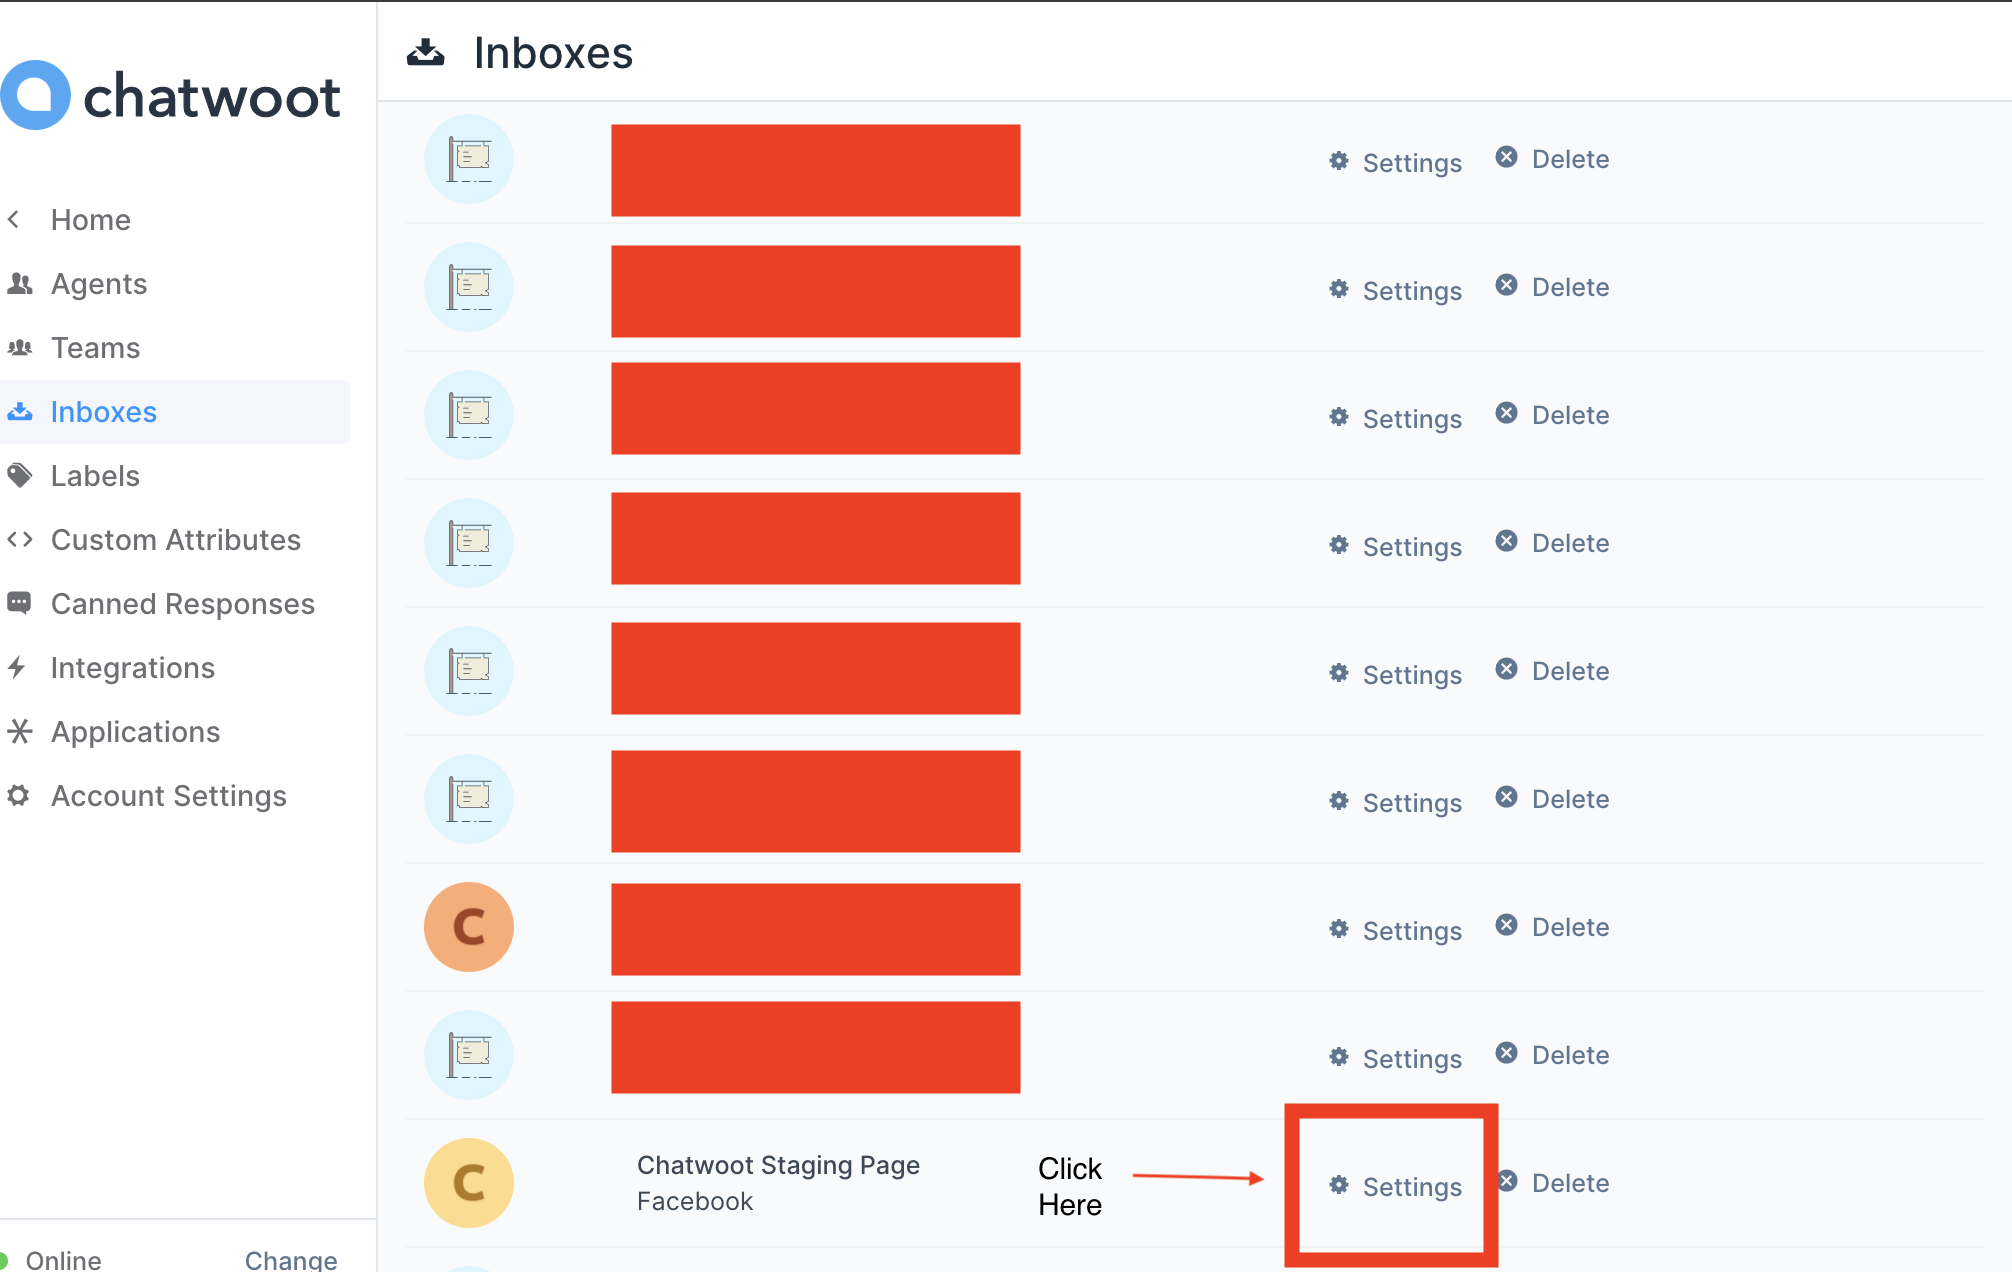 chatwoot
Home
Agents
Teams
Inboxes
Labels
Custom Attributes
Canned Responses
Integrations
Applications
Account Settings
Online
Change
Inboxes
Settings
Delete
Settings
Delete
Settings
Delete
Settings
Delete
Settings
Delete
Settings
Delete
C
Settings
Delete
Settings
Delete
C
Chatwoot Staging Page
Facebook
Click
Here
Settings
Delete